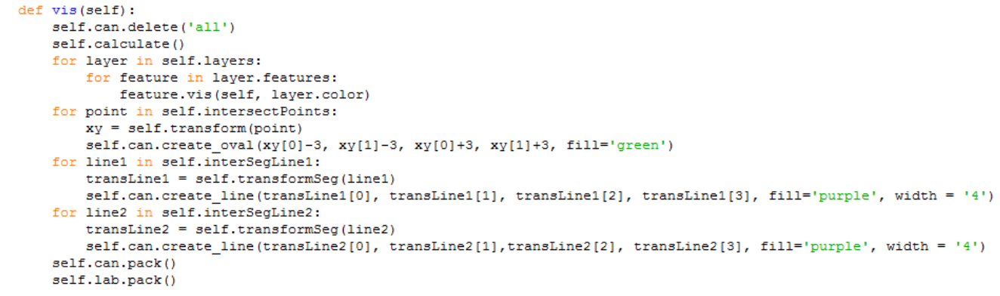 def vis(self):
    self.can.delete('all')
    self.calculate()
    for layer in self.layers:
        for feature in layer.features:
            feature.vis(self, layer.color)
    for point in self.intersectPoints:
        xy = self.transform(point)
        self.can.create_oval(xy[0]-3, xy[1]-3, xy[0]+3, xy[1]+3, fill='green')
    for line1 in self.interSegLine1:
        transLine1 = self.transformSeg(line1)
        self.can.create_line(transLine1[0], transLine1[1], transLine1[2], transLine1[3], fill='purple', width = '4')
    for line2 in self.interSegLine2:
        transLine2 = self.transformSeg(line2)
        self.can.create_line(transLine2[0], transLine2[1],transLine2[2], transLine2[3], fill='purple', width = '4')
    self.can.pack()
    self.lab.pack()